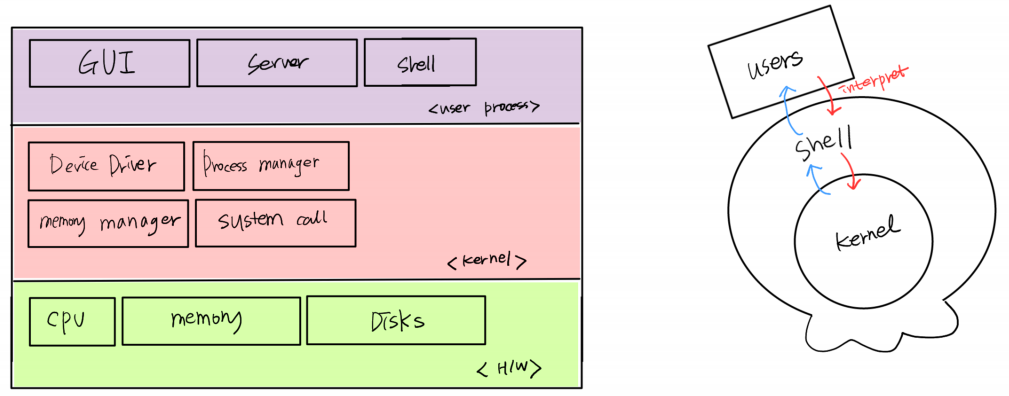 GUI
Server
Shell
<user process>
Device Driver
process manager
memory manager
system call
<kernel>
CPU
memory
Disks
< H/W>
users
interpret
shell
kernel